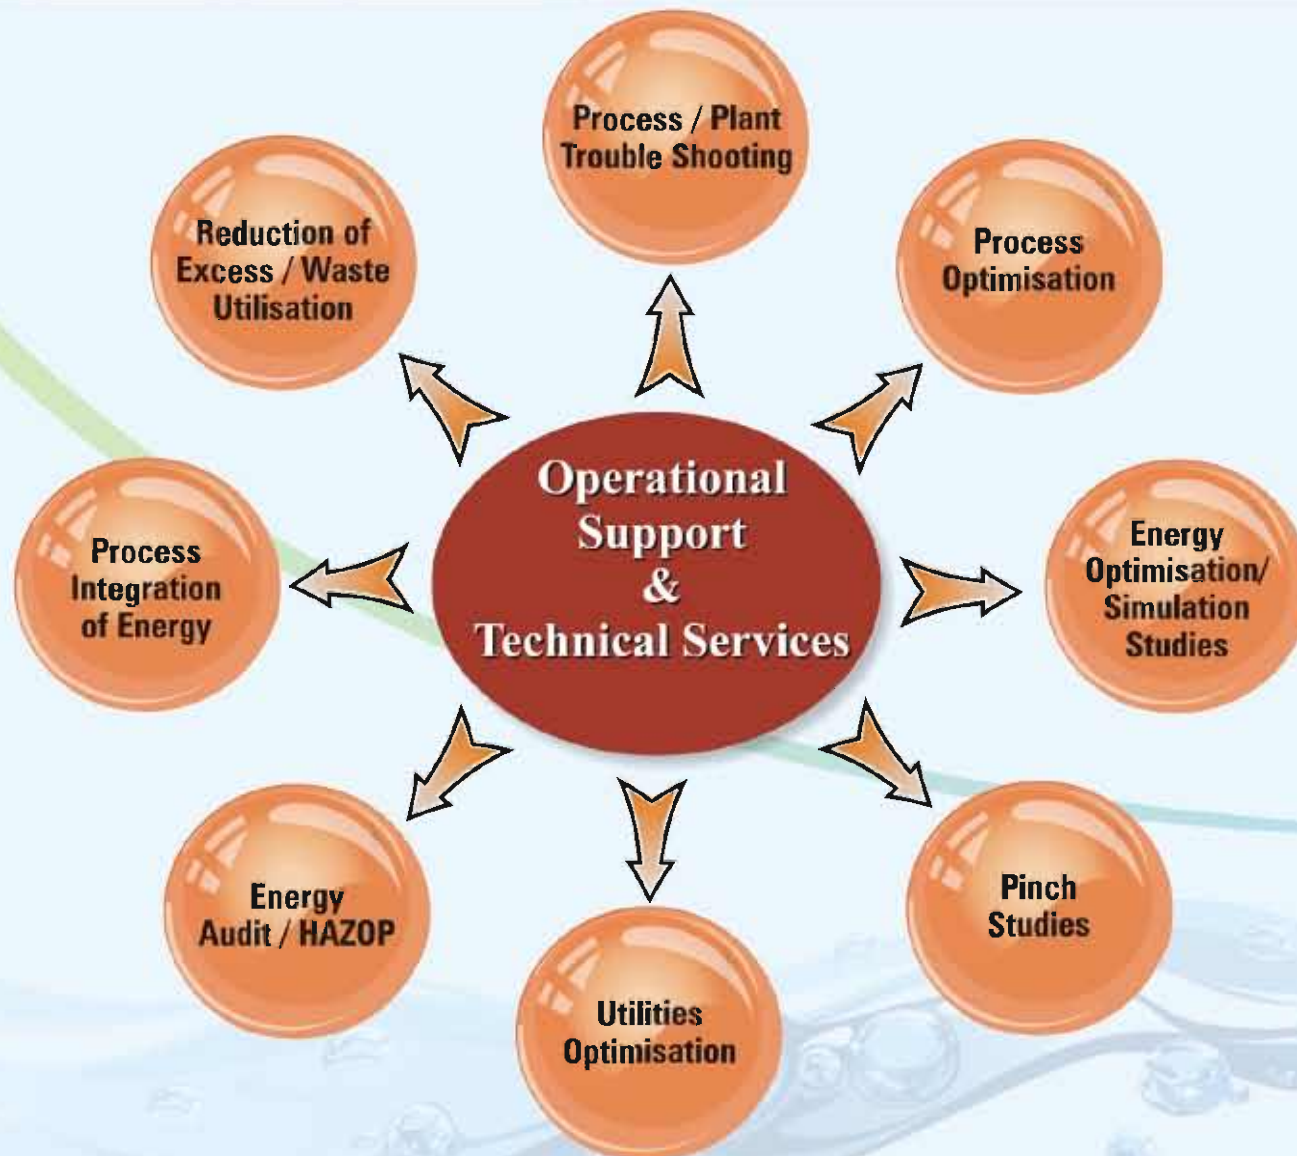 Process / Plant
Trouble Shooting
Reduction of
Excess / Waste
Utilisation
Process
Optimisation
Operational
Support
&
Technical Services
Process
Integration
of Energy
Energy
Optimisation/
Simulation
Studies
Energy
Audit / HAZOP
Pinch
Studies
Utilities
Optimisation